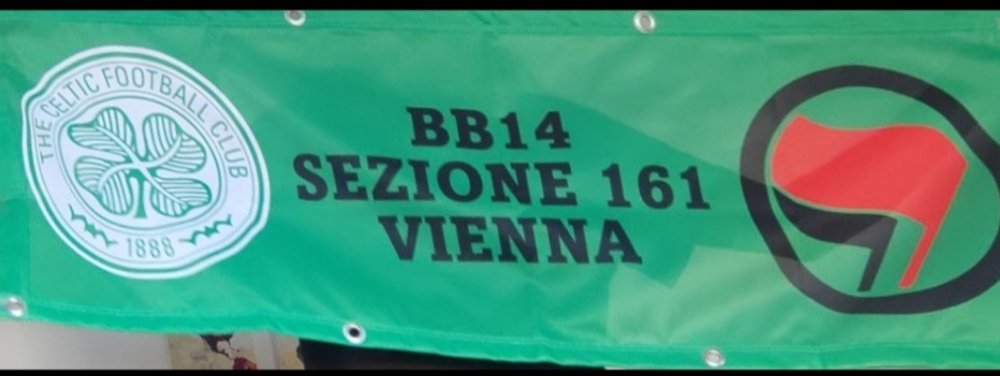 THE CELTIC FOOTBALL CLUB
1888
BB14
SEZIONE 161
VIENNA